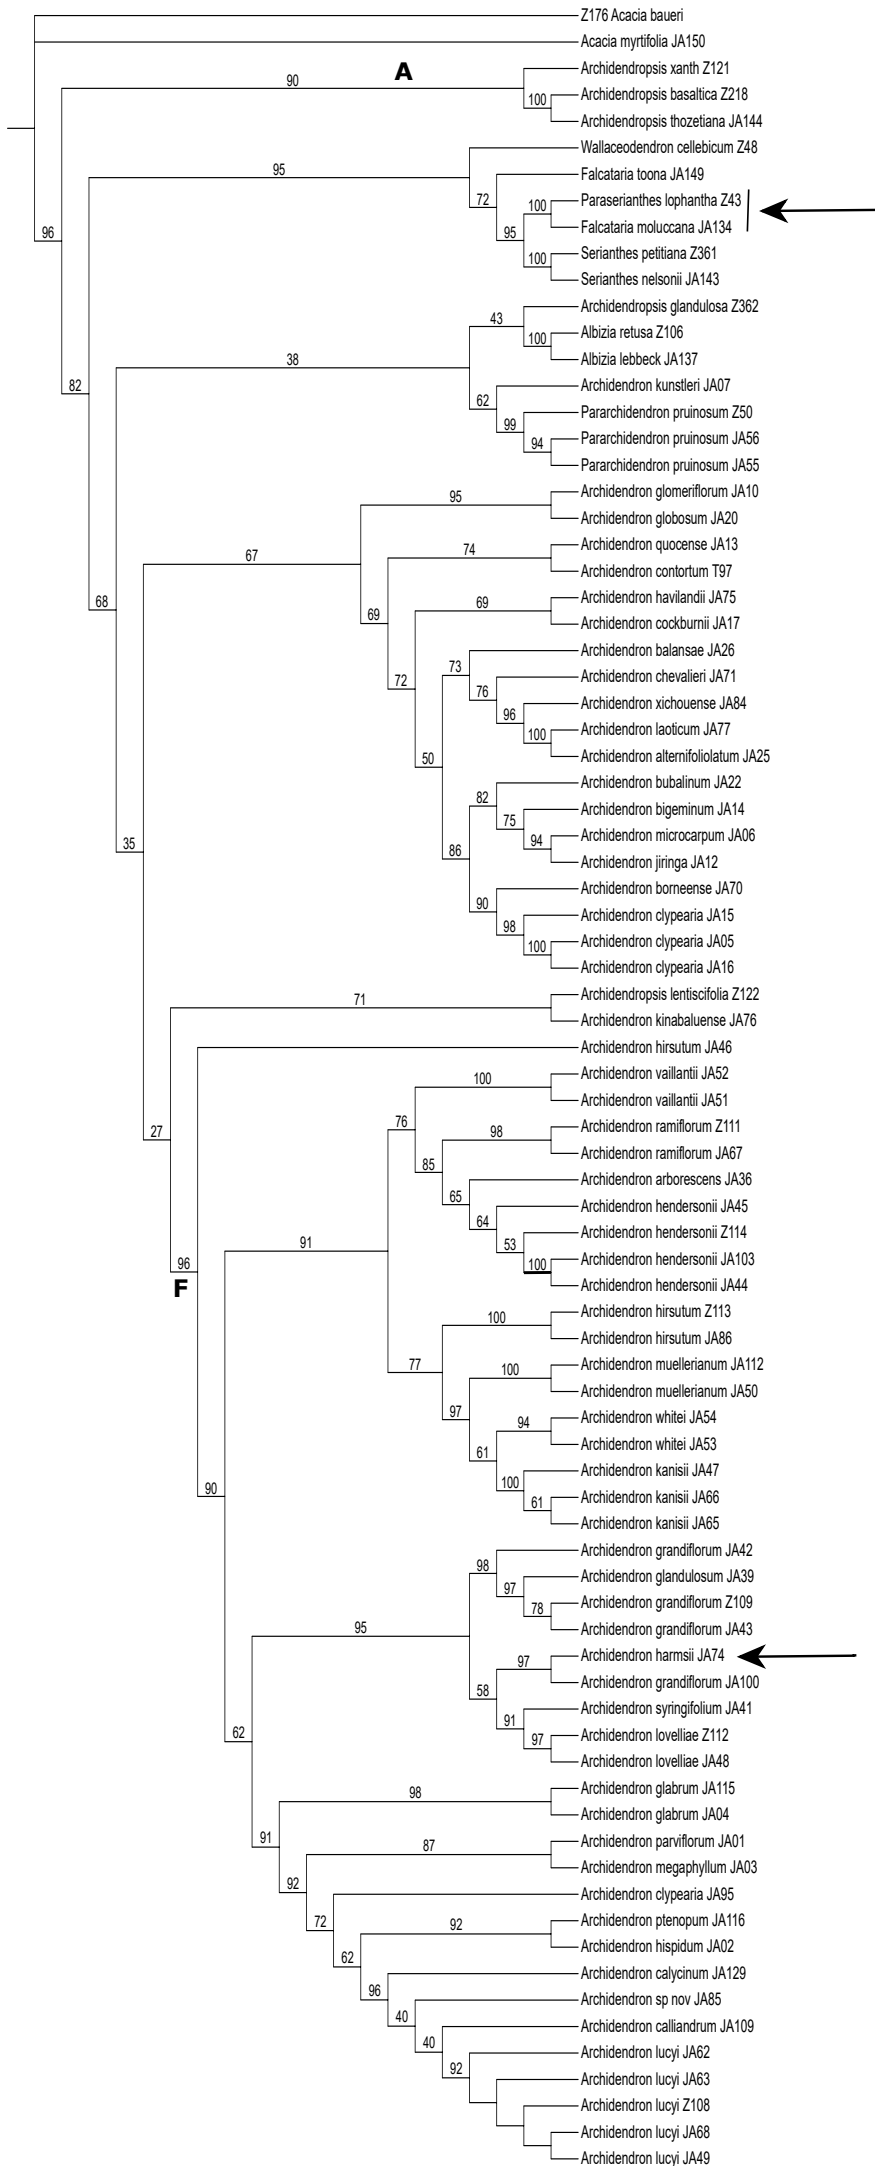 Z176 Acacia baueri
Acacia myrtifolia JA150
A
Archidendropsis xanth Z121
90
Archidendropsis basaltica Z218
100
Archidendropsis thozetiana JA144
Wallaceodendron cellebicum Z48
95
Falcataria toona JA149
72
Paraserianthes lophantha Z43
100
Falcataria moluccana JA134
96
95
Serianthes petitiana Z361
100
Serianthes nelsonii JA143
Archidendropsis glandulosa Z362
43
Albizia retusa Z106
100
Albizia lebbeck JA137
38
82
Archidendron kunstleri JA07
62
Pararchidendron pruinosum Z50
99
Pararchidendron pruinosum JA56
94
Pararchidendron pruinosum JA55
Archidendron glomeriflorum JA10
95
Archidendron globosum JA20
Archidendron quocense JA13
67
74
Archidendron contortum T97
Archidendron havilandii JA75
68
69
69
Archidendron cockburnii JA17
Archidendron balansae JA26
73
Archidendron chevalieri JA71
72
76
Archidendron xichouense JA84
96
Archidendron laoticum JA77
100
Archidendron alternifoliolatum JA25
50
Archidendron bubalinum JA22
82
Archidendron bigeminum JA14
75
Archidendron microcarpum JA06
35
94
86
Archidendron jiringa JA12
Archidendron borneense JA70
90
Archidendron clypearia JA15
98
Archidendron clypearia JA05
100
Archidendron clypearia JA16
Archidendropsis lentiscifolia Z122
71
Archidendron kinabaluense JA76
Archidendron hirsutum JA46
Archidendron vaillantii JA52
100
Archidendron vaillantii JA51
76
Archidendron ramiflorum Z111
27
98
Archidendron ramiflorum JA67
85
Archidendron arborescens JA36
65
Archidendron hendersonii JA45
64
Archidendron hendersonii Z114
91
53
Archidendron hendersonii JA103
96
100
Archidendron hendersonii JA44
F
Archidendron hirsutum Z113
100
Archidendron hirsutum JA86
77
Archidendron muellerianum JA112
100
Archidendron muellerianum JA50
97
Archidendron whitei JA54
94
Archidendron whitei JA53
61
Archidendron kanisii JA47
90
100
Archidendron kanisii JA66
61
Archidendron kanisii JA65
Archidendron grandiflorum JA42
98
Archidendron glandulosum JA39
97
Archidendron grandiflorum Z109
78
Archidendron grandiflorum JA43
95
Archidendron harmsii JA74
97
Archidendron grandiflorum JA100
58
Archidendron syringifolium JA41
91
62
Archidendron lovelliae Z112
97
Archidendron lovelliae JA48
Archidendron glabrum JA115
98
Archidendron glabrum JA04
91
Archidendron parviflorum JA01
87
Archidendron megaphyllum JA03
92
Archidendron clypearia JA95
72
Archidendron ptenopum JA116
92
Archidendron hispidum JA02
62
Archidendron calycinum JA129
96
Archidendron sp nov JA85
40
Archidendron calliandrum JA109
40
Archidendron lucyi JA62
92
Archidendron lucyi JA63
Archidendron lucyi Z108
Archidendron lucyi JA68
Archidendron lucyi JA49